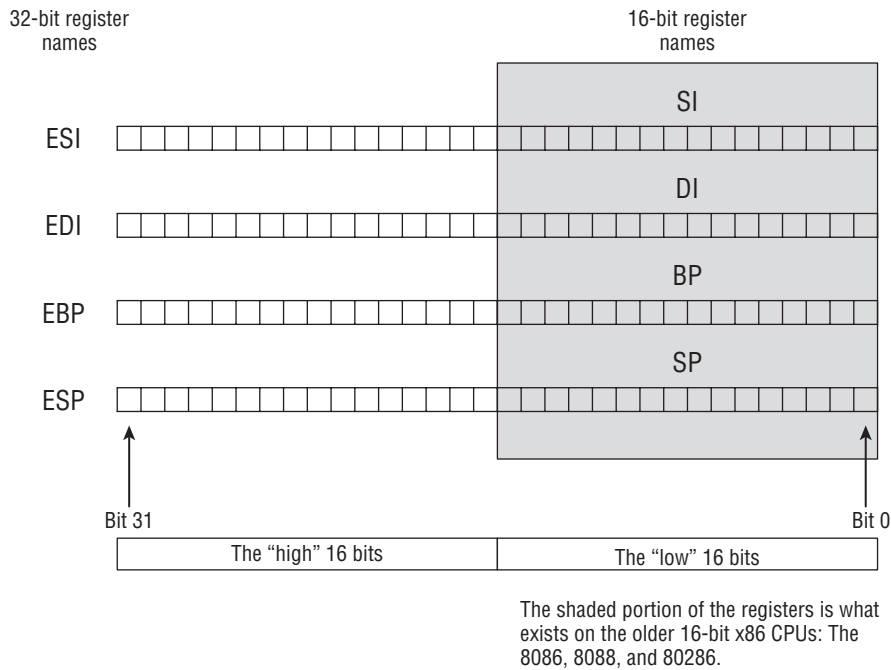 32-bit register
names
16-bit register
names
SI
ESI
DI
EDI
BP
EBP
SP
ESP
Bit 31
Bit 0
The “high” 16 bits
The “low” 16 bits
The shaded portion of the registers is what
exists on the older 16-bit x86 CPUs: The
8086, 8088, and 80286.